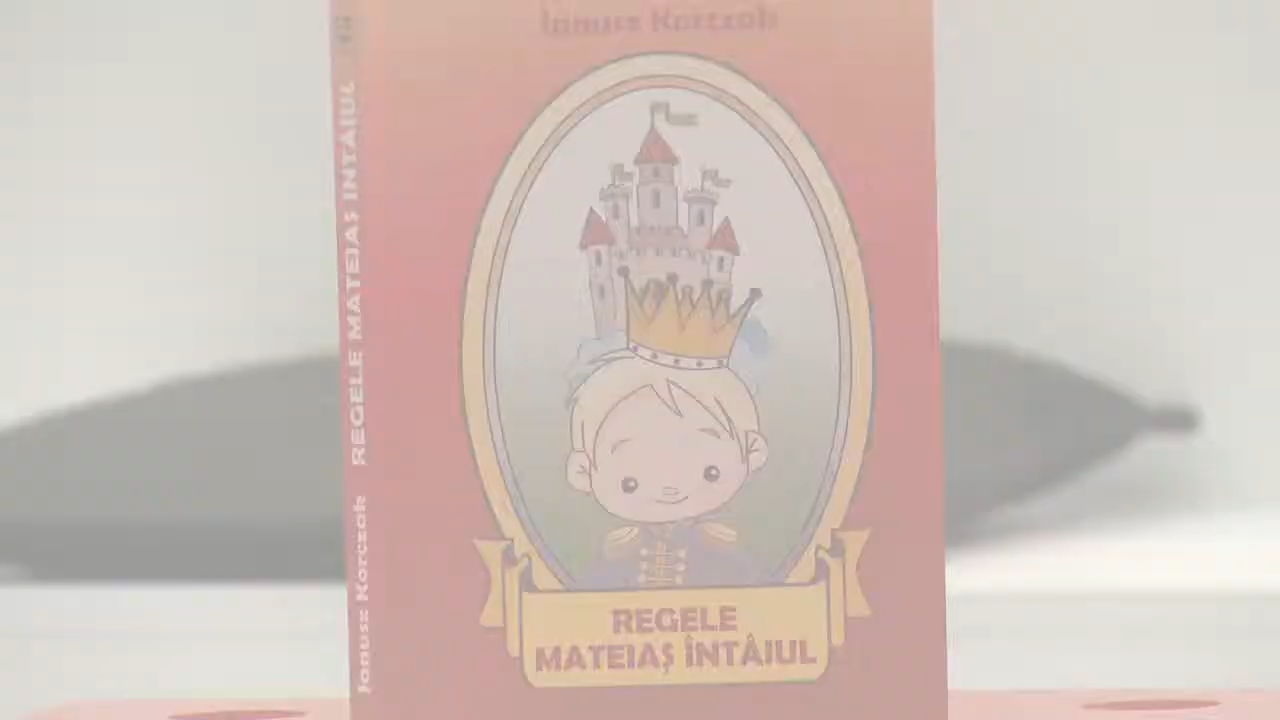 Janusz Korczak
REGELE
MATEIAȘ ÎNTÂIUL
Janusz Korczak REGELE MATEIAȘ ÎNTÂIUL